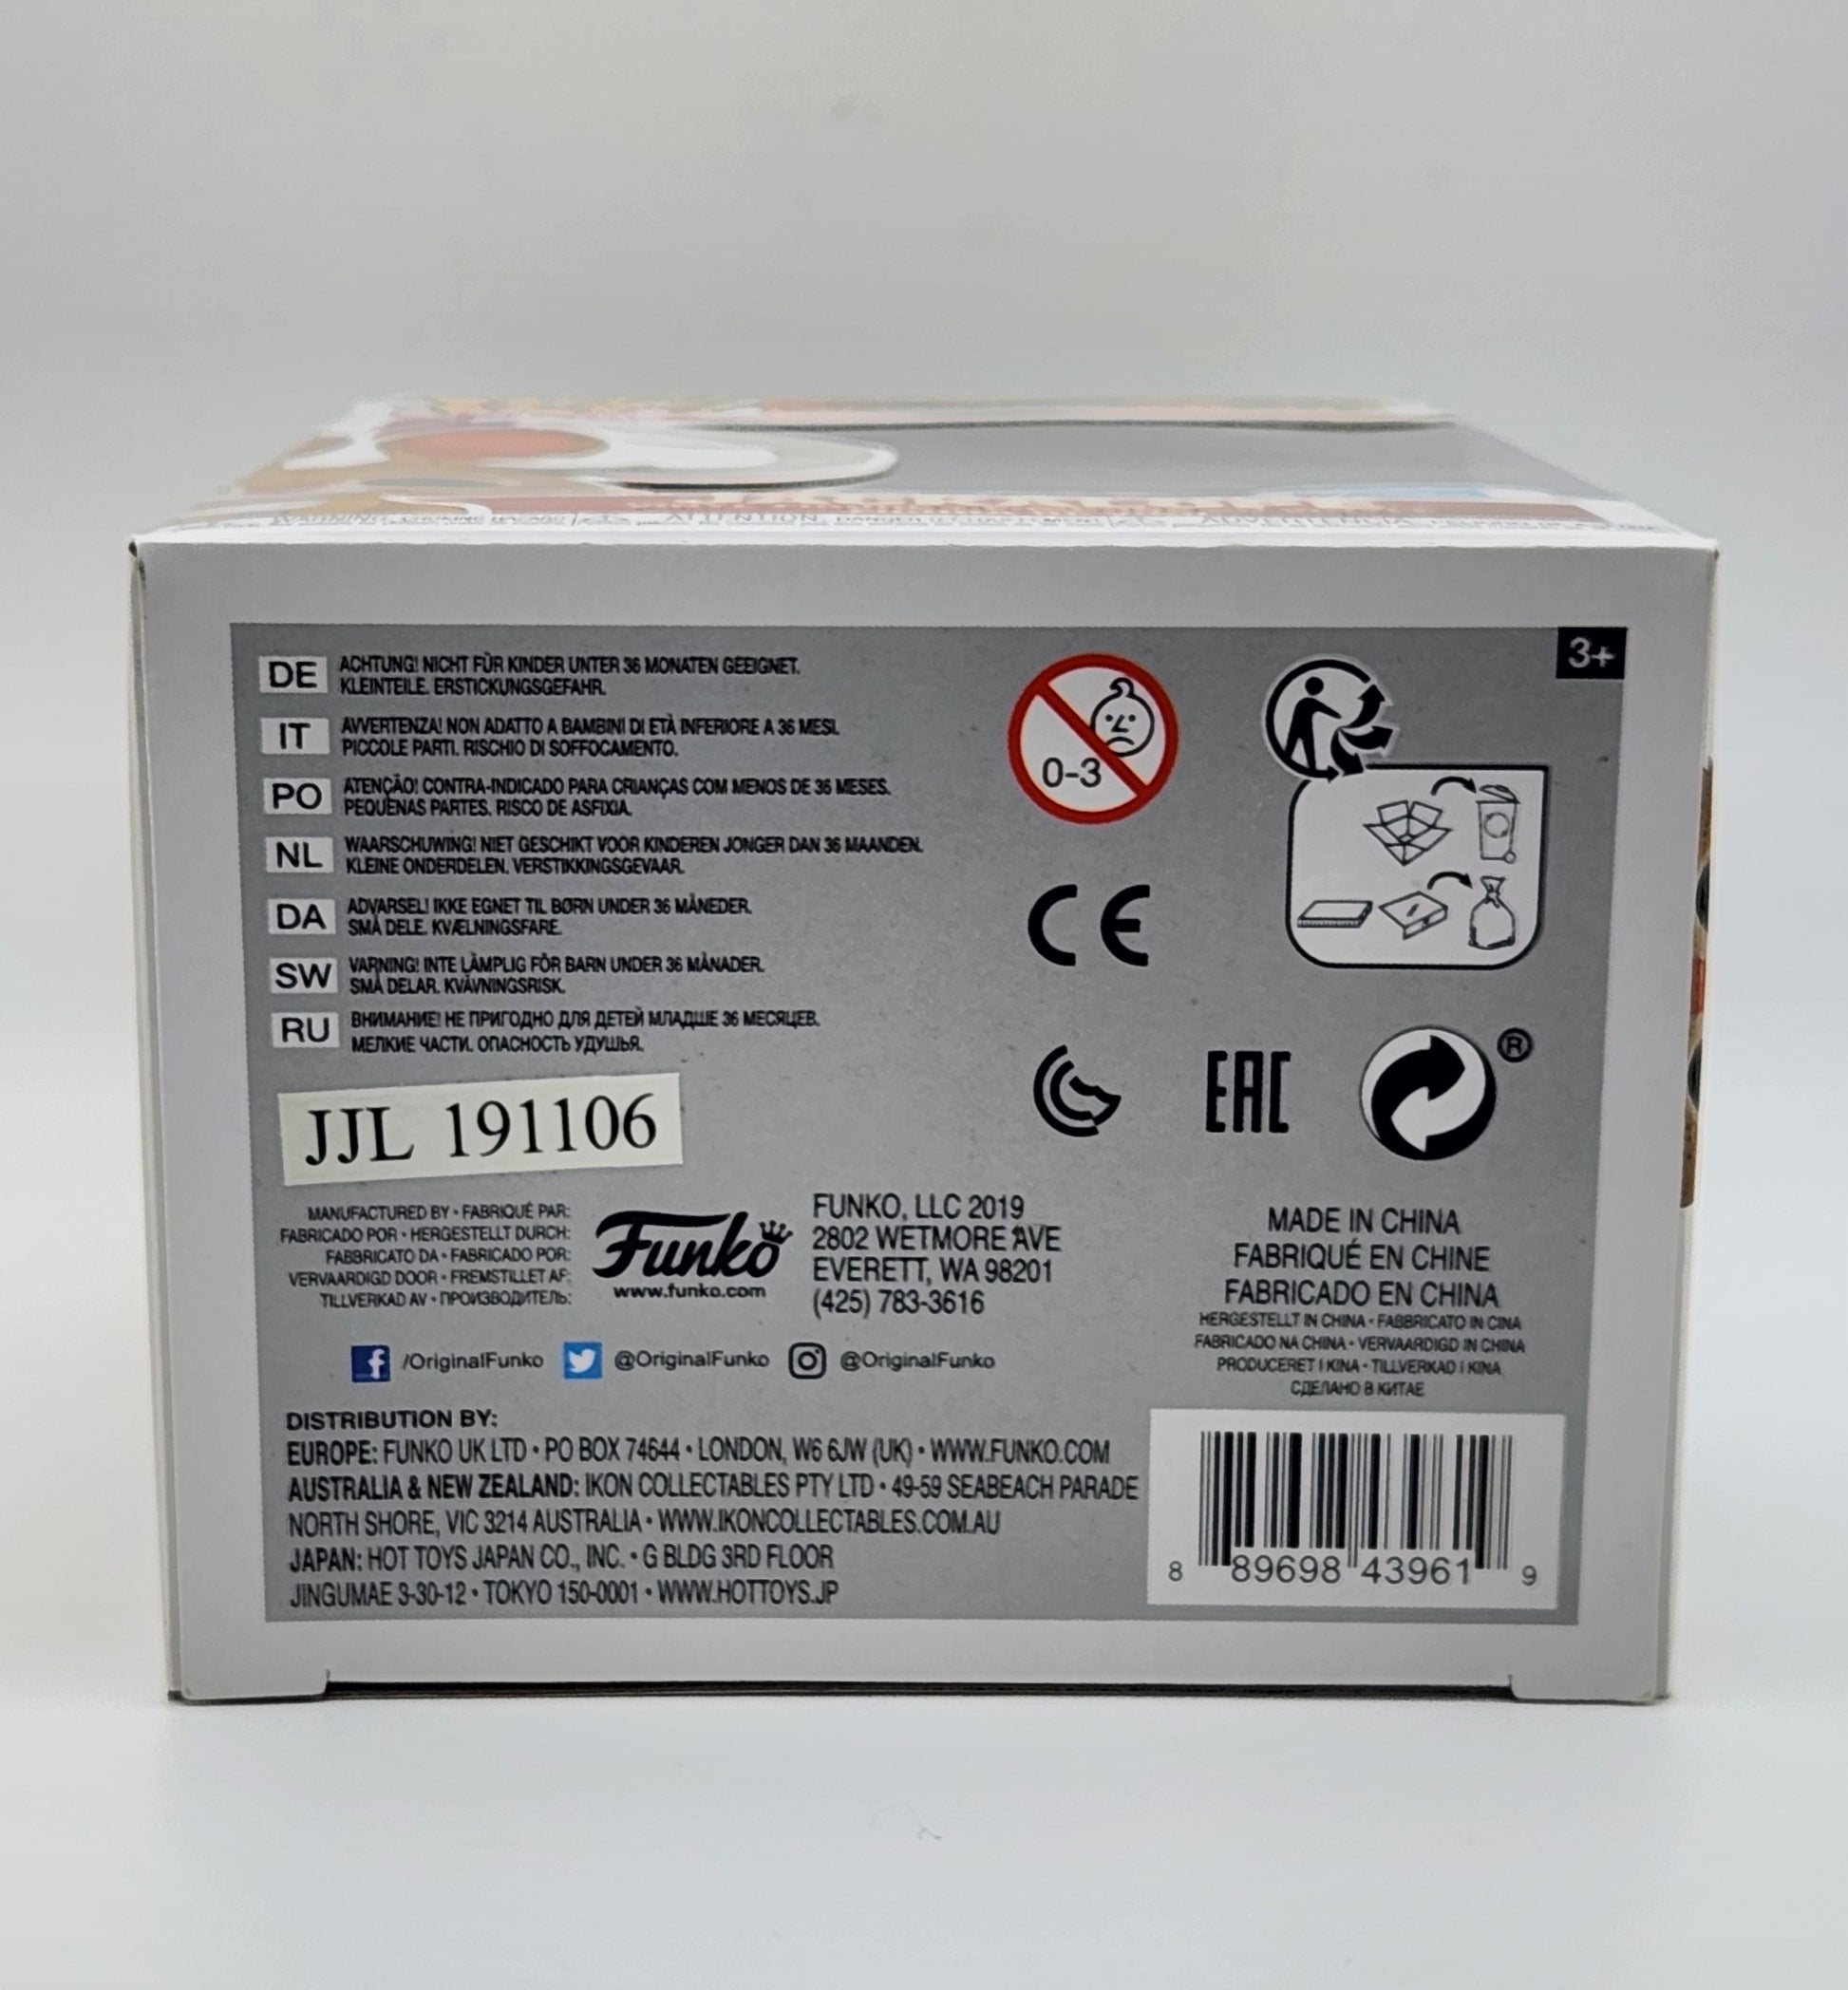 WARNING: CHOKING HAZARD
ATTENTION: DANGER D'ÉTOUFFEMENT
ADVERTENCIA:
3+
DE ACHTUNG! NICHT FÜR KINDER UNTER 36 MONATEN GEEIGNET.
KLEINTEILE. ERSTICKUNGSGEFAHR.
IT AVVERTENZA! NON ADATTO A BAMBINI DI ETÀ INFERIORE A 36 MESI.
PICCOLE PARTI. RISCHIO DI SOFFOCAMENTO.
PO ATENÇÃO! CONTRA-INDICADO PARA CRIANÇAS COM MENOS DE 36 MESES.
PEQUENAS PARTES. RISCO DE ASFIXIA.
NL WAARSCHUWING! NIET GESCHIKT VOOR KINDEREN JONGER DAN 36 MAANDEN.
KLEINE ONDERDELEN. VERSTIKKINGSGEVAAR.
DA ADVARSEL! IKKE EGNET TIL BØRN UNDER 36 MÅNEDER.
SMÅ DELE. KVÆLNINGSFARE.
SW VARNING! INTE LÄMPLIG FÖR BARN UNDER 36 MÅNADER.
SMÅ DELAR. KVÄVNINGSRISK.
RU ВНИМАНИЕ! НЕ ПРИГОДНО ДЛЯ ДЕТЕЙ МЛАДШЕ 36 МЕСЯЦЕВ.
МЕЛКИЕ ЧАСТИ. ОПАСНОСТЬ УДУШЬЯ.
0-3
CE
EAC
®
JJL 191106
MANUFACTURED BY • FABRIQUÉ PAR:
FABRICADO POR • HERGESTELLT DURCH:
FABBRICATO DA • FABRICADO POR:
VERVAARDIGD DOOR • FREMSTILLET AF:
TILLVERKAD AV • ПРОИЗВОДИТЕЛЬ:
Funko
www.funko.com
FUNKO, LLC 2019
2802 WETMORE AVE
EVERETT, WA 98201
(425) 783-3616
MADE IN CHINA
FABRIQUÉ EN CHINE
FABRICADO EN CHINA
HERGESTELLT IN CHINA • FABBRICATO IN CINA
FABRICADO NA CHINA • VERVAARDIGD IN CHINA
PRODUCERET I KINA • TILLVERKAD I KINA
СДЕЛАНО В КИТАЕ
/OriginalFunko @OriginalFunko @OriginalFunko
DISTRIBUTION BY:
EUROPE: FUNKO UK LTD • PO BOX 74644 • LONDON, W6 6JW (UK) • WWW.FUNKO.COM
AUSTRALIA & NEW ZEALAND: IKON COLLECTABLES PTY LTD • 49-59 SEABEACH PARADE
NORTH SHORE, VIC 3214 AUSTRALIA • WWW.IKONCOLLECTABLES.COM.AU
JAPAN: HOT TOYS JAPAN CO., INC. • G BLDG 3RD FLOOR
JINGUMAE 3-30-12 • TOKYO 150-0001 • WWW.HOTTOYS.JP
8 89698 43961 9